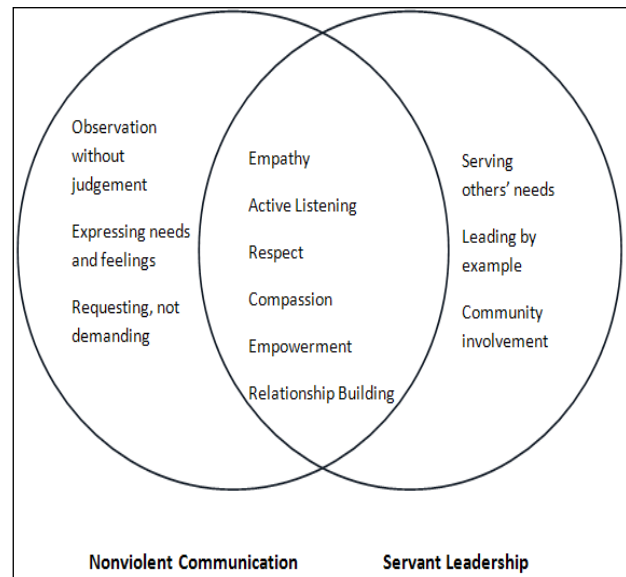 Observation
without
judgement
Expressing needs
and feelings
Requesting, not
demanding
Empathy
Active Listening
Respect
Compassion
Empowerment
Relationship Building
Serving
others’ needs
Leading by
example
Community
involvement
Nonviolent Communication
Servant Leadership